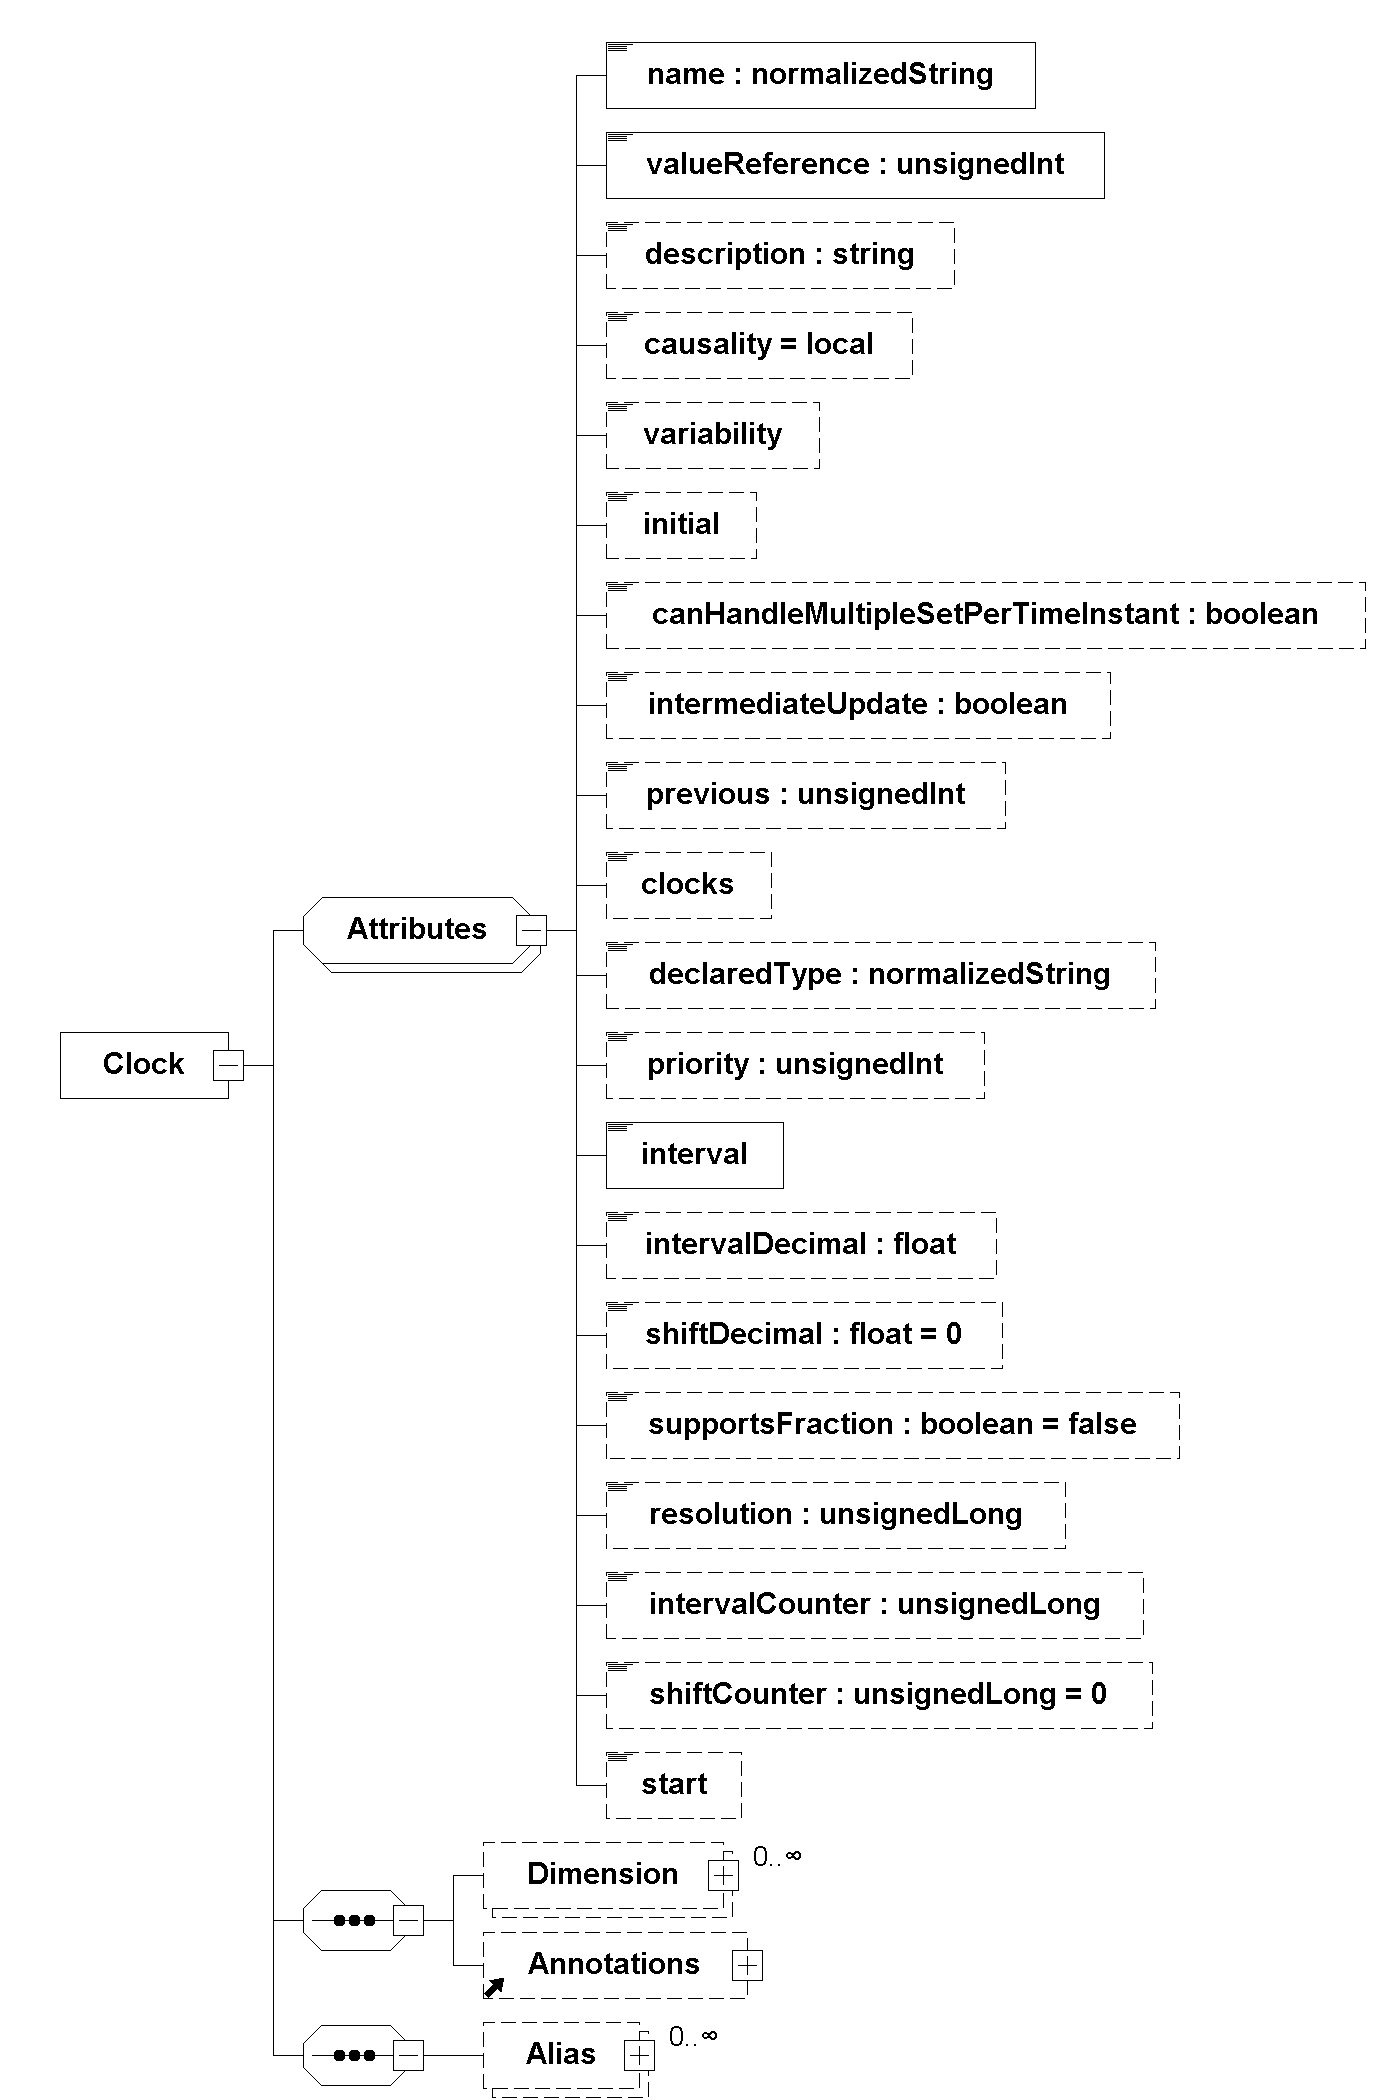 name : normalizedString
valueReference : unsignedInt
description : string
causality = local
variability
initial
canHandleMultipleSetPerTimeInstant : boolean
intermediateUpdate : boolean
previous : unsignedInt
clocks
Attributes
declaredType : normalizedString
Clock
priority : unsignedInt
interval
intervalDecimal : float
shiftDecimal : float = 0
supportsFraction : boolean = false
resolution : unsignedLong
intervalCounter : unsignedLong
shiftCounter : unsignedLong = 0
start
Dimension
0..∞
Annotations
Alias
0..∞